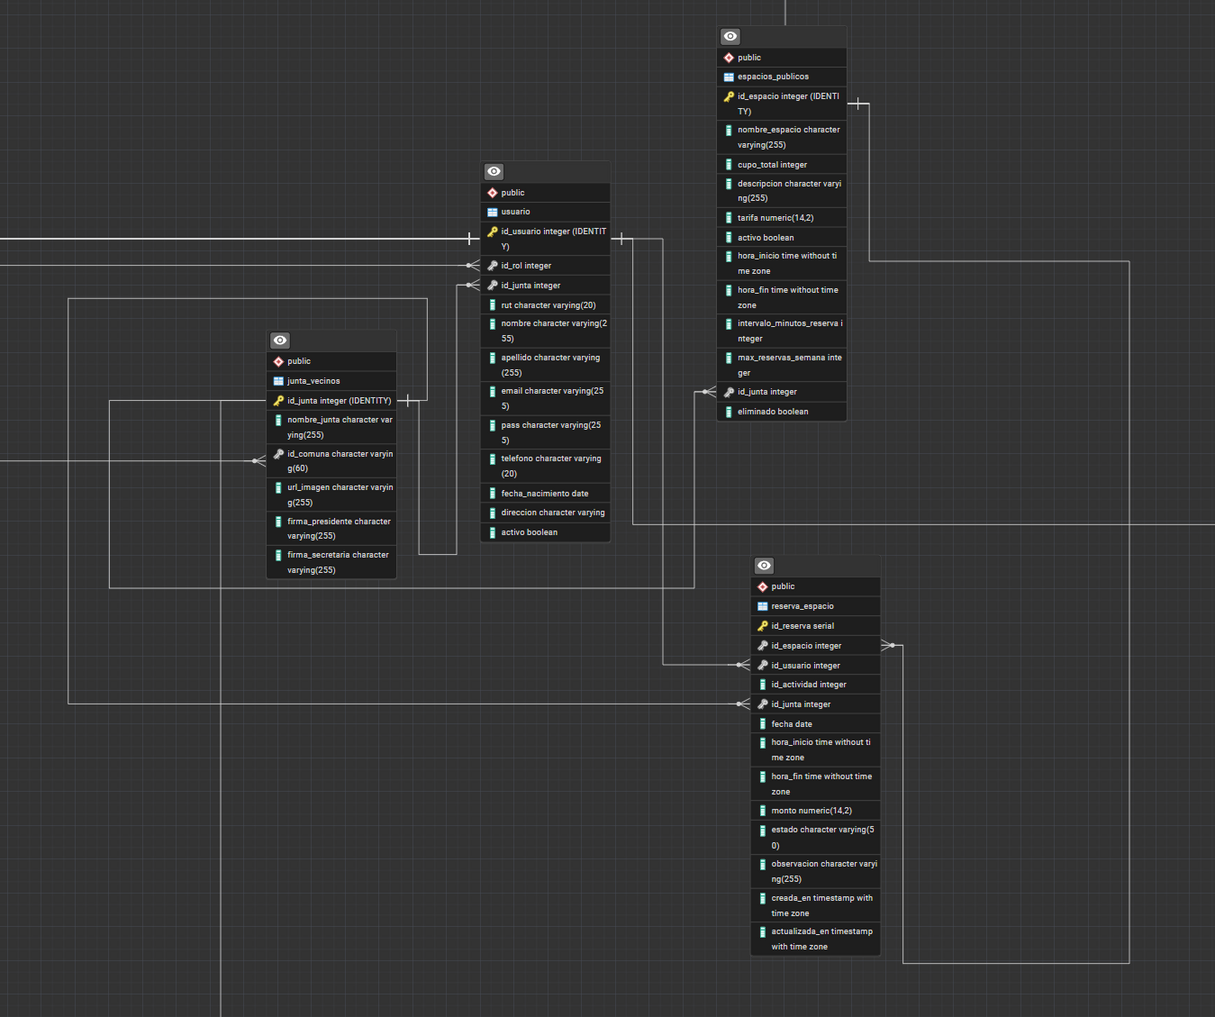 public
espacios_publicos
id_espacio integer (IDENTI
TY)
nombre_espacio character
varying(255)
cupo_total integer
descripcion character varyi
ng(255)
tarifa numeric(14,2)
activo boolean
hora_inicio time without ti
me zone
hora_fin time without time
zone
intervalo_minutos_reserva i
nteger
max_reservas_semana inte
ger
id_junta integer
eliminado boolean
public
usuario
id_usuario integer (IDENTIT
Y)
id_rol integer
id_junta integer
rut character varying(20)
nombre character varying(2
55)
apellido character varying
(255)
email character varying(25
5)
pass character varying(25
5)
telefono character varying
(20)
fecha_nacimiento date
direccion character varying
activo boolean
public
junta_vecinos
id_junta integer (IDENTITY)
nombre_junta character var
ying(255)
id_comuna character varyin
g(60)
url_imagen character varyin
g(255)
firma_presidente character
varying(255)
firma_secretaria character
varying(255)
public
reserva_espacio
id_reserva serial
id_espacio integer
id_usuario integer
id_actividad integer
id_junta integer
fecha date
hora_inicio time without ti
me zone
hora_fin time without time
zone
monto numeric(14,2)
estado character varying(5
0)
observacion character varyi
ng(255)
creada_en timestamp with
time zone
actualizada_en timestamp
with time zone